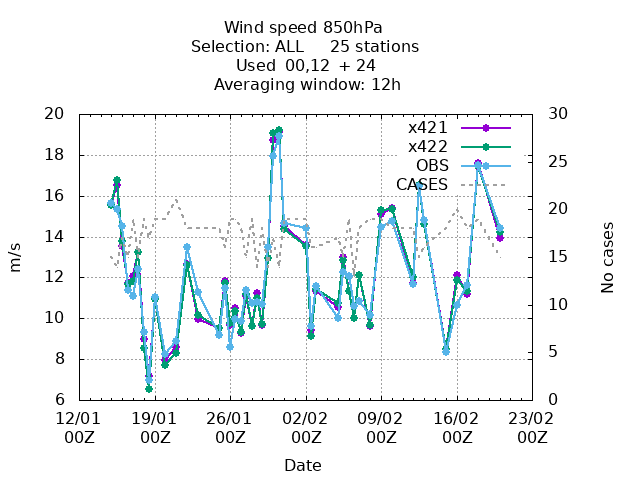 Wind speed 850hPa
Selection: ALL     25 stations
Used  00,12  + 24
Averaging window: 12h
20
18
16
14
12
10
8
6
m/s
30
25
20
15
10
5
0
No cases
x421
x422
OBS
CASES
12/01 19/01 26/01 02/02 09/02 16/02 23/02
00Z 00Z 00Z 00Z 00Z 00Z 00Z
Date